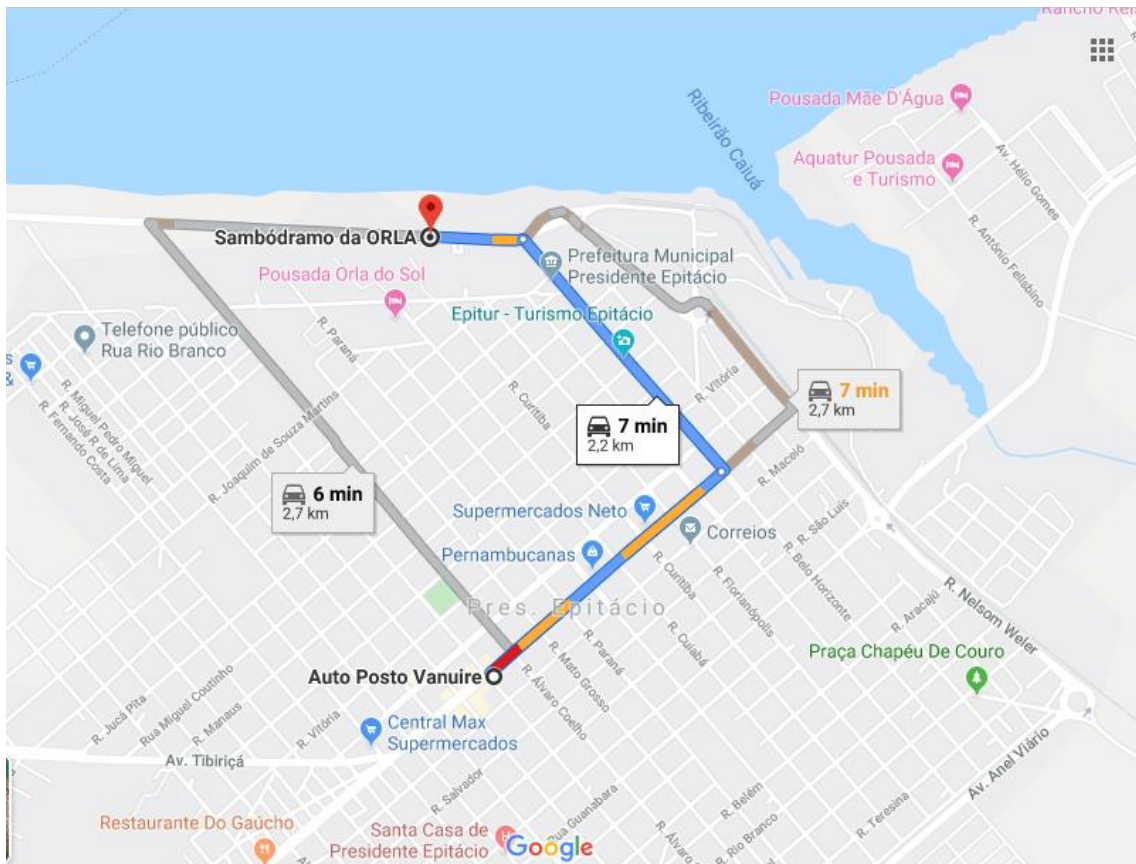 Rancho Reis
Ribeirão Caiuá
Pousada Mãe D'Água
Aquatur Pousada
e Turismo
Av. Hélio Gomes
R. Antônio Felisbino
Sambódramo da ORLA
Prefeitura Municipal
Presidente Epitácio
Pousada Orla do Sol
Epitur - Turismo Epitácio
Telefone público
Rua Rio Branco
R. Paraná
R. Vitória
R. Curitiba
7 min
2,7 km
7 min
2,2 km
R. Miguel Pedro Miguel
R. José R de Lima
R. Fernando Costa
R. Joaquim de Souza Martins
R. Maceió
6 min
2,7 km
Supermercados Neto
Correios
R. São Luis
R. Belo Horizonte
Pernambucanas
R. Curitiba
R. Florianópolis
Pres. Epitácio
R. Aracajú
R. Nelsom Weler
R. Cuiabá
R. Paraná
R. Mato Grosso
Praça Chapéu De Couro
Auto Posto Vanuire
R. Álvaro Coelho
R. Jucá Pita
Rua Miguel Coutinho
R. Manaus
R. Vitória
Central Max
Supermercados
Av. Tibiriçá
Av. Anel Viário
R. Salvador
R. Belém
R. Teresina
Rua Guanabara
Restaurante Do Gaúcho
Santa Casa de
Presidente Epitácio
Google
R. Rio Branco